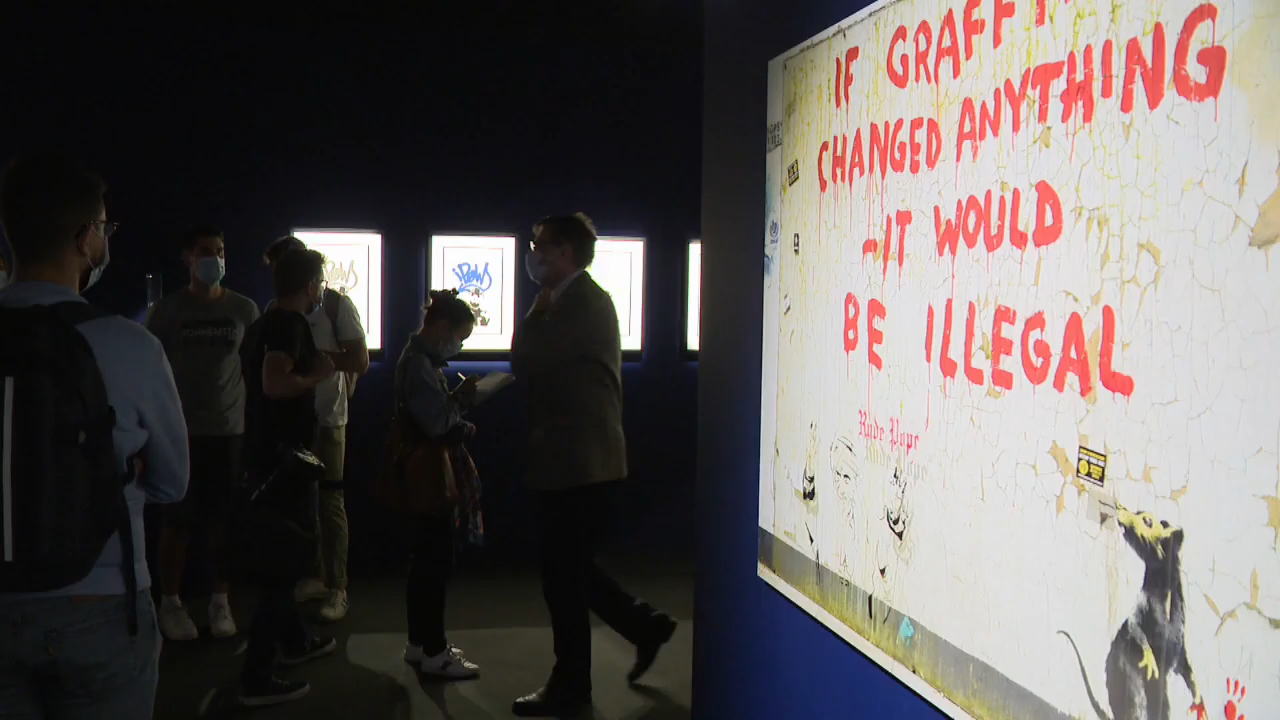 IF GRAFF
CHANGED ANYTHING
-IT WOULD
BE ILLEGAL
Rude Pope